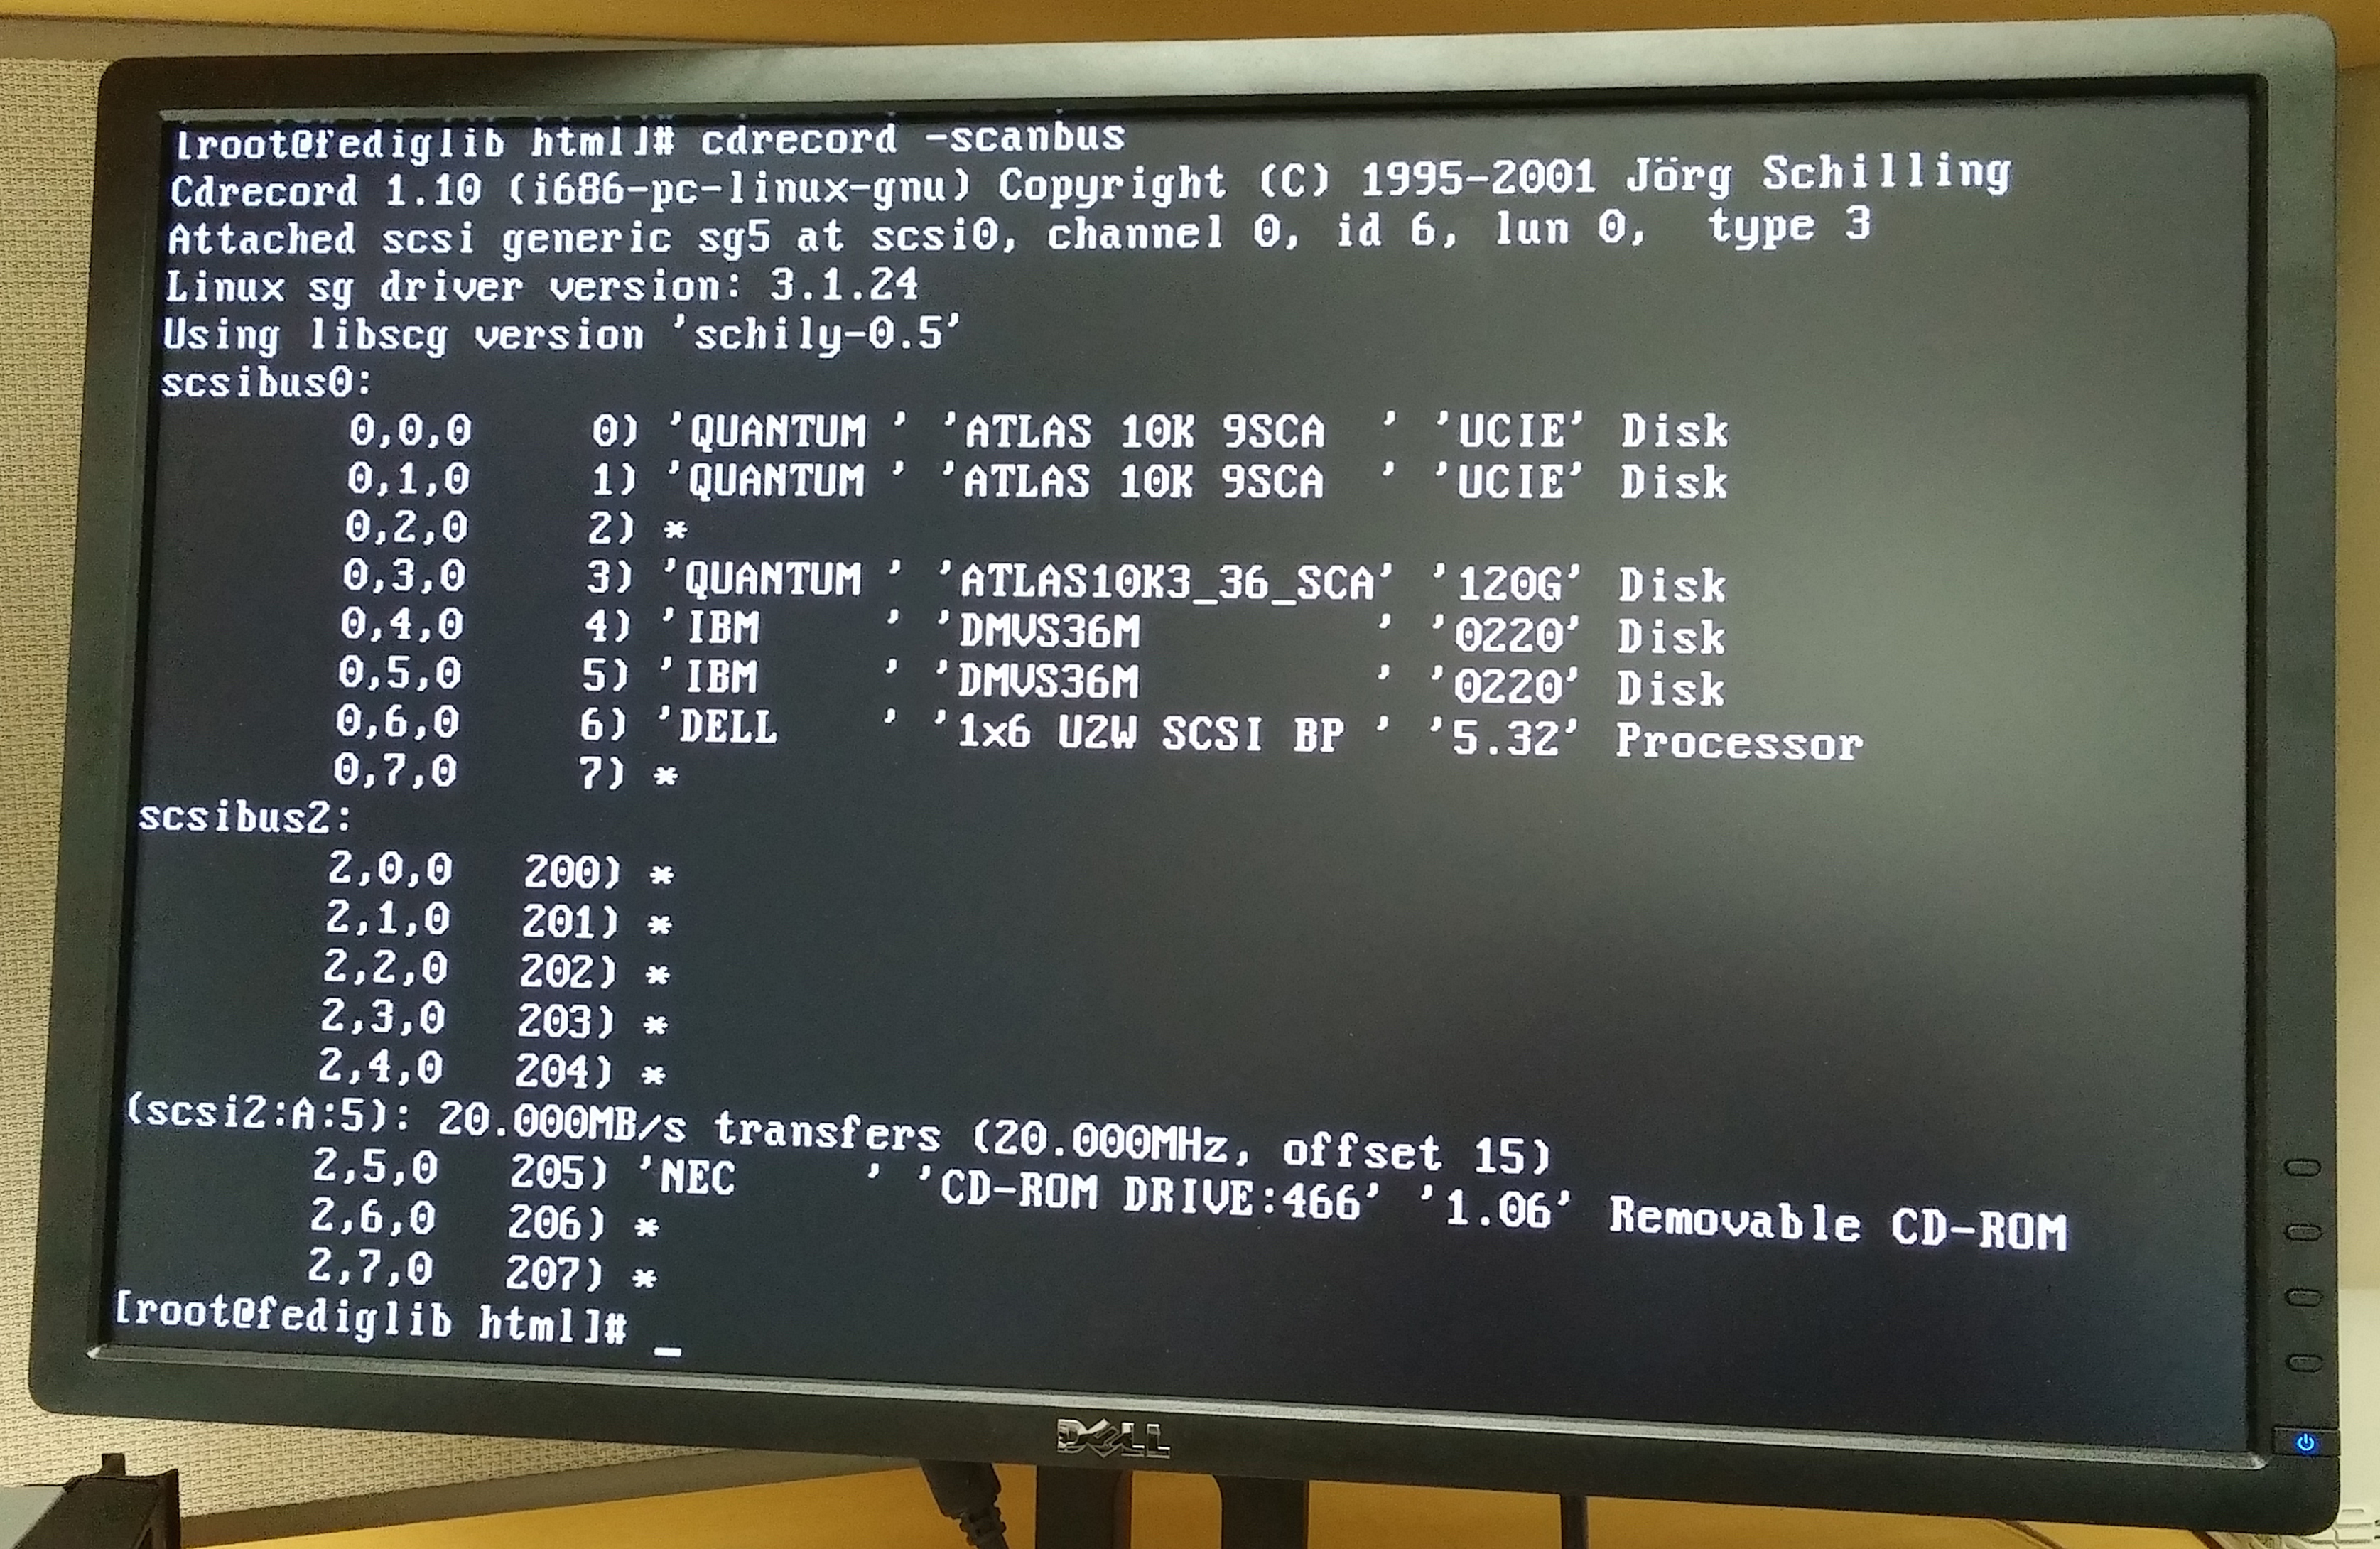 [root@fediglib html]# cdrecord -scanbus
Cdrecord 1.10 (i686-pc-linux-gnu) Copyright (C) 1995-2001 Jörg Schilling
Attached scsi generic sg5 at scsi0, channel 0, id 6, lun 0,  type 3
Linux sg driver version: 3.1.24
Using libscg version 'schily-0.5'
scsibus0:
0,0,0 0) 'QUANTUM ' 'ATLAS 10K 9SCA  ' 'UCIE' Disk
0,1,0 1) 'QUANTUM ' 'ATLAS 10K 9SCA  ' 'UCIE' Disk
0,2,0 2) *
0,3,0 3) 'QUANTUM ' 'ATLAS10K3_36_SCA' '120G' Disk
0,4,0 4) 'IBM     ' 'DMVS36M         ' '0220' Disk
0,5,0 5) 'IBM     ' 'DMVS36M         ' '0220' Disk
0,6,0 6) 'DELL    ' '1x6 U2W SCSI BP ' '5.32' Processor
0,7,0 7) *
scsibus2:
2,0,0 200) *
2,1,0 201) *
2,2,0 202) *
2,3,0 203) *
2,4,0 204) *
(scsi2:A:5): 20.000MB/s transfers (20.000MHz, offset 15)
2,5,0 205) 'NEC     ' 'CD-ROM DRIVE:466' '1.06' Removable CD-ROM
2,6,0 206) *
2,7,0 207) *
[root@fediglib html]# _
DELL